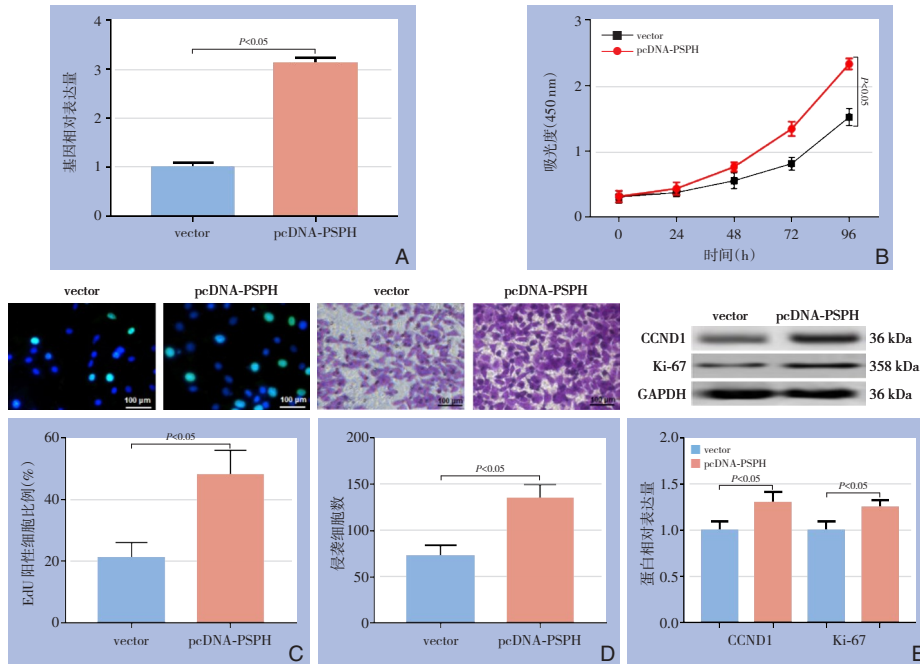 4
3
2
1
0
基因相对表达量
P<0.05
vector
pcDNA-PSPH
A
3
2
1
0
吸光度(450 nm)
vector
pcDNA-PSPH
P<0.05
0
24
48
72
96
时间(h)
B
vector
pcDNA-PSPH
vector
pcDNA-PSPH
100 μm
100 μm
100 μm
100 μm
vector
pcDNA-PSPH
CCND1
36 kDa
Ki-67
358 kDa
GAPDH
36 kDa
60
40
20
0
EdU 阳性细胞比例(%)
P<0.05
vector
pcDNA-PSPH
C
200
150
100
50
0
侵袭细胞数
P<0.05
vector
pcDNA-PSPH
D
2.0
1.5
1.0
0.5
0.0
蛋白相对表达量
vector
pcDNA-PSPH
P<0.05
P<0.05
CCND1
Ki-67
E